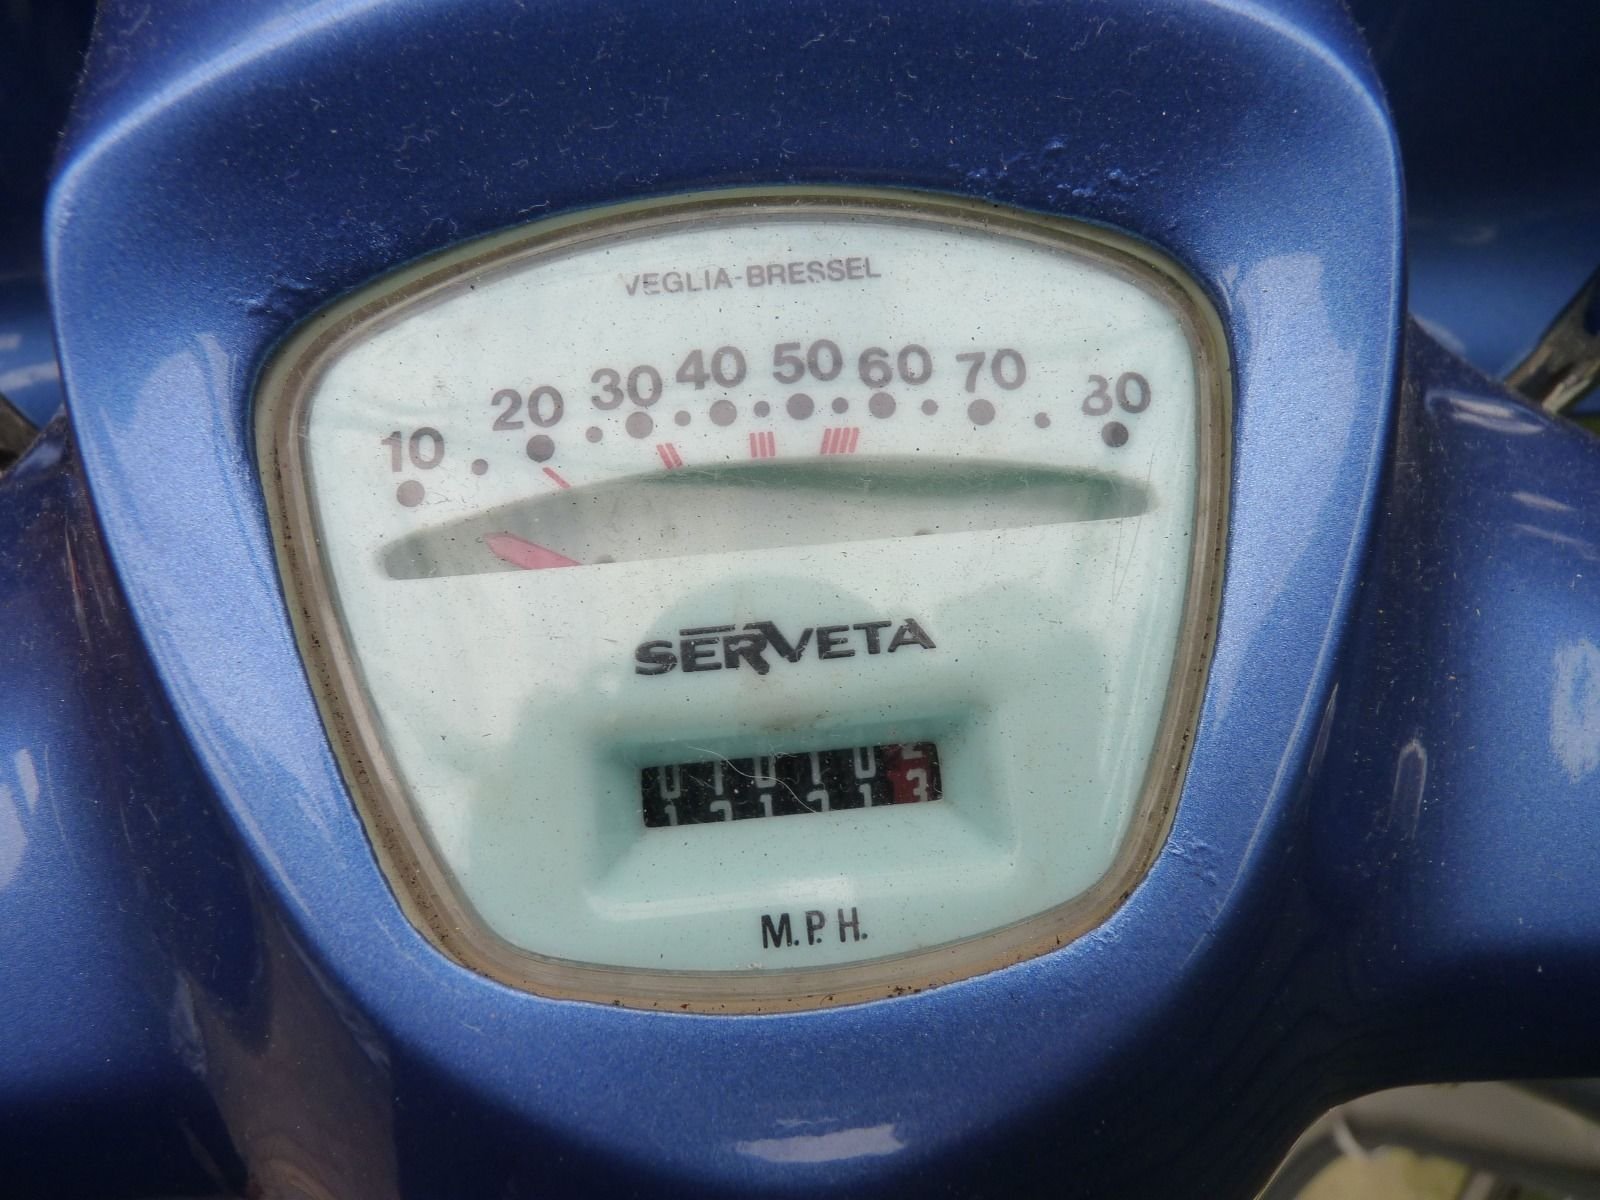 VEGLIA-BRESSEL
10 20 30 40 50 60 70 80
SERVETA
M.P.H.